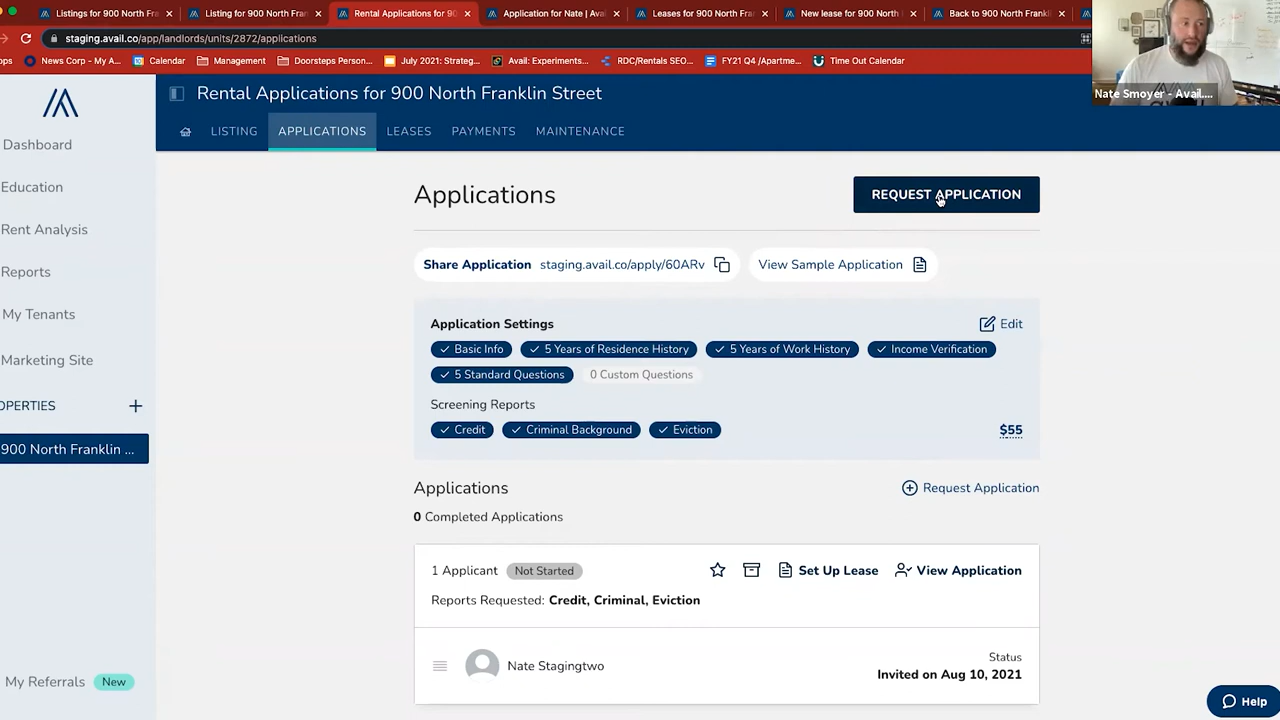 Listings for 900 North Fra
Listing for 900 North Fran
Rental Applications for 90
Application for Nate | Ava
Leases for 900 North Fran
New lease for 900 North
Back to 900 North Frankl
staging.avail.co/app/landlords/units/2872/applications
ops
News Corp - My A...
Calendar
Management
Doorsteps Person...
July 2021: Strateg...
Avail: Experiments...
RDC/Rentals SEO...
FY21 Q4 /Apartme...
Time Out Calendar
Nate Smoyer - Avail....
Rental Applications for 900 North Franklin Street
LISTING
APPLICATIONS
LEASES
PAYMENTS
MAINTENANCE
Dashboard
Education
Rent Analysis
Reports
My Tenants
Marketing Site
OPERTIES
900 North Franklin ...
My Referrals New
Applications
REQUEST APPLICATION
Share Application staging.avail.co/apply/60ARv
View Sample Application
Application Settings
Edit
Basic Info
5 Years of Residence History
5 Years of Work History
Income Verification
5 Standard Questions
0 Custom Questions
Screening Reports
Credit
Criminal Background
Eviction
$55
Applications
Request Application
0 Completed Applications
1 Applicant Not Started
Set Up Lease
View Application
Reports Requested: Credit, Criminal, Eviction
Nate Stagingtwo
Status
Invited on Aug 10, 2021
Help